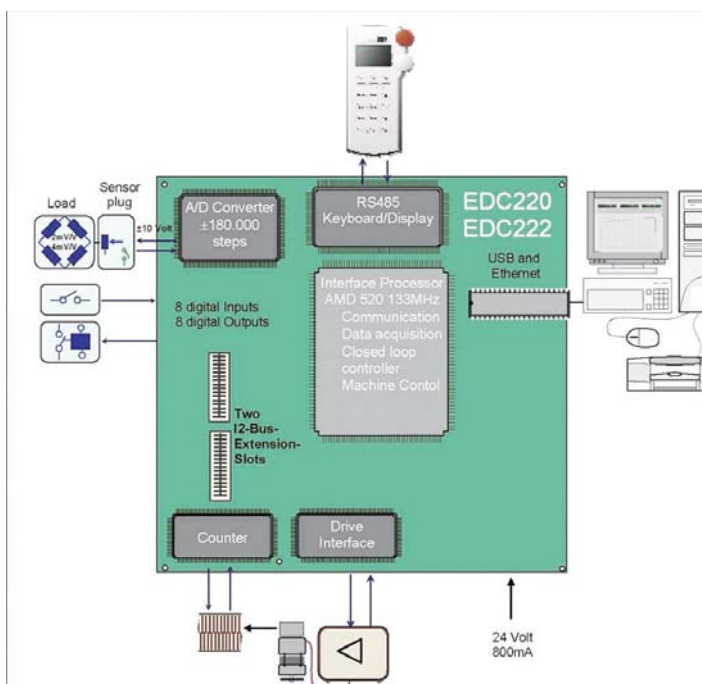 A/D Converter
±180.000
steps
RS485
Keyboard/Display
EDC220
EDC222
Load
Sensor
plug
±10 Volt
2mV/V
4mV/V
USB and
Ethernet
Interface Processor
AMD 520 133MHz
Communication
Data acquisition
Closed loop
controller
Machine Contol
8 digital Inputs
8 digital Outputs
Two
I2-Bus-
Extension-
Slots
Counter
Drive
Interface
24 Volt
800mA